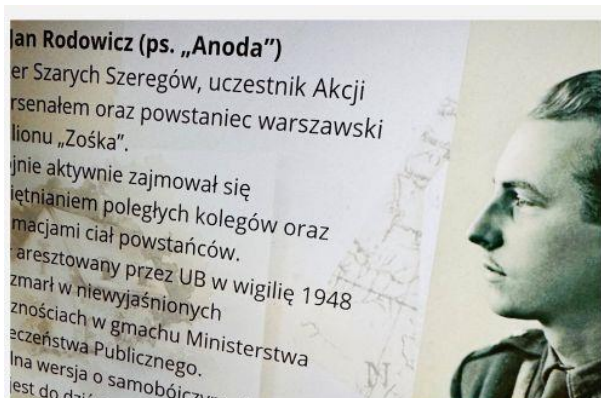 Jan Rodowicz (ps. „Anoda”)
er Szarych Szeregów, uczestnik Akcji
rsenałem oraz powstaniec warszawski
lionu „Zośka”.
jnie aktywnie zajmował się
iętnianiem poległych kolegów oraz
macjami ciał powstańców.
aresztowany przez UB w wigilię 1948
zmarł w niewyjaśnionych
znościach w gmachu Ministerstwa
eczeństwa Publicznego.
lna wersja o samobójczy
jest do dziś
N